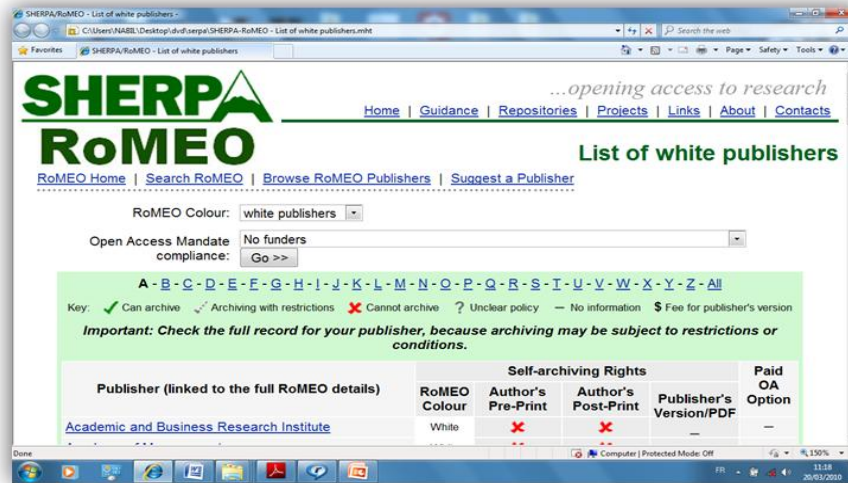 SHERPA/RoMEO - List of white publishers -
C:\Users\NABIL\Desktop\dvd\serpa\SHERPA-RoMEO - List of white publishers.mht
Search the web
Favorites SHERPA/RoMEO - List of white publishers Page Safety Tools
SHERPA
RoMEO
...opening access to research
Home | Guidance | Repositories | Projects | Links | About | Contacts
List of white publishers
RoMEO Home | Search RoMEO | Browse RoMEO Publishers | Suggest a Publisher
RoMEO Colour: white publishers
Open Access Mandate compliance: No funders
Go >>
A - B - C - D - E - F - G - H - I - J - K - L - M - N - O - P - Q - R - S - T - U - V - W - X - Y - Z - All
Key: ✓ Can archive Archiving with restrictions ✗ Cannot archive ? Unclear policy — No information $ Fee for publisher's version
Important: Check the full record for your publisher, because archiving may be subject to restrictions or
conditions.
Publisher (linked to the full RoMEO details)
Self-archiving Rights
RoMEO Colour
Author's Pre-Print
Author's Post-Print
Publisher's Version/PDF
Paid OA Option
Academic and Business Research Institute White ✗ ✗ — —
Done Computer | Protected Mode: Off 150%
FR 11:18
20/03/2010